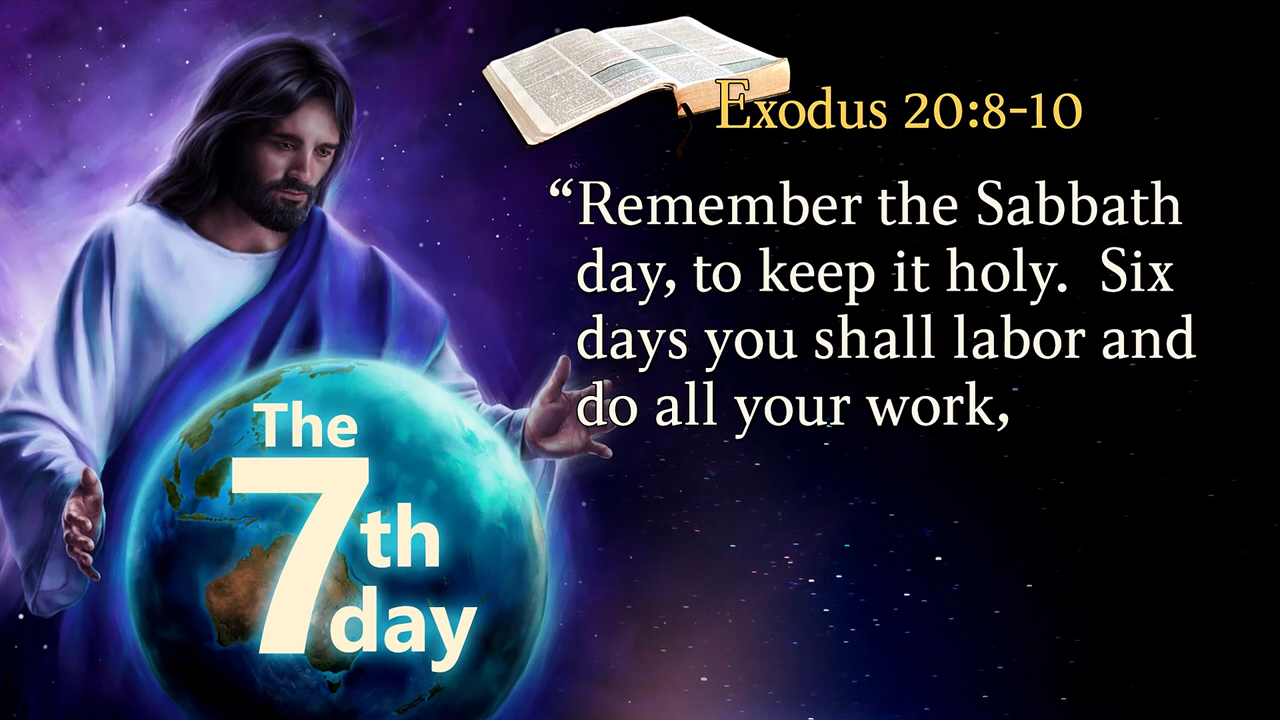 Exodus 20:8-10
“Remember the Sabbath
day, to keep it holy.  Six
days you shall labor and
do all your work,
The
7th
day